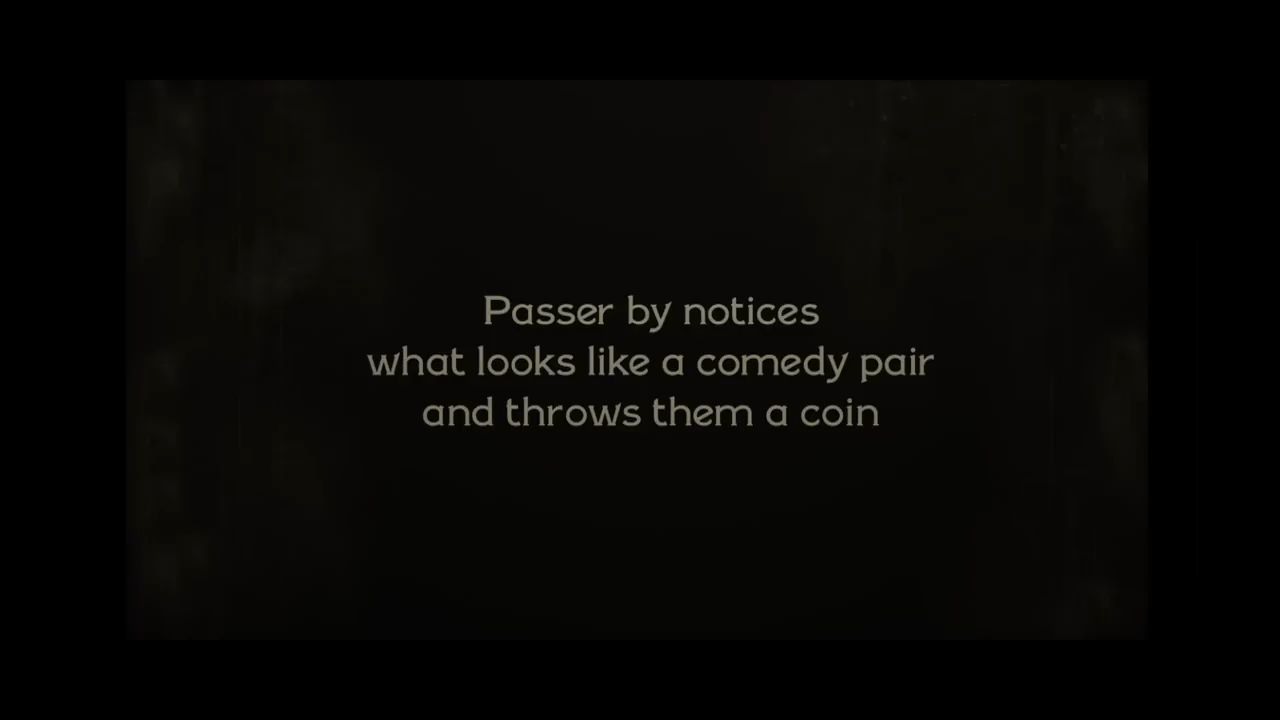 Passer by notices
what looks like a comedy pair
and throws them a coin